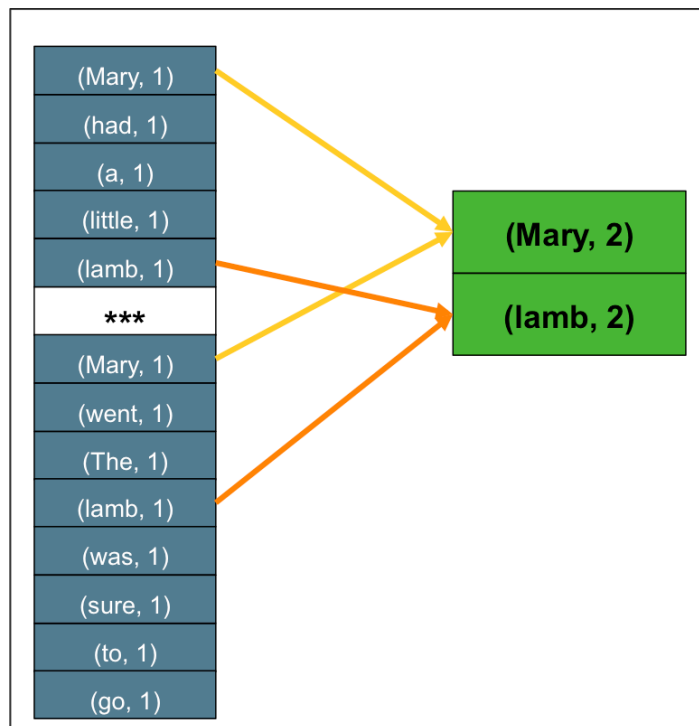 (Mary, 1)
(had, 1)
(a, 1)
(little, 1)
(lamb, 1)
***
(Mary, 1)
(went, 1)
(The, 1)
(lamb, 1)
(was, 1)
(sure, 1)
(to, 1)
(go, 1)
(Mary, 2)
(lamb, 2)